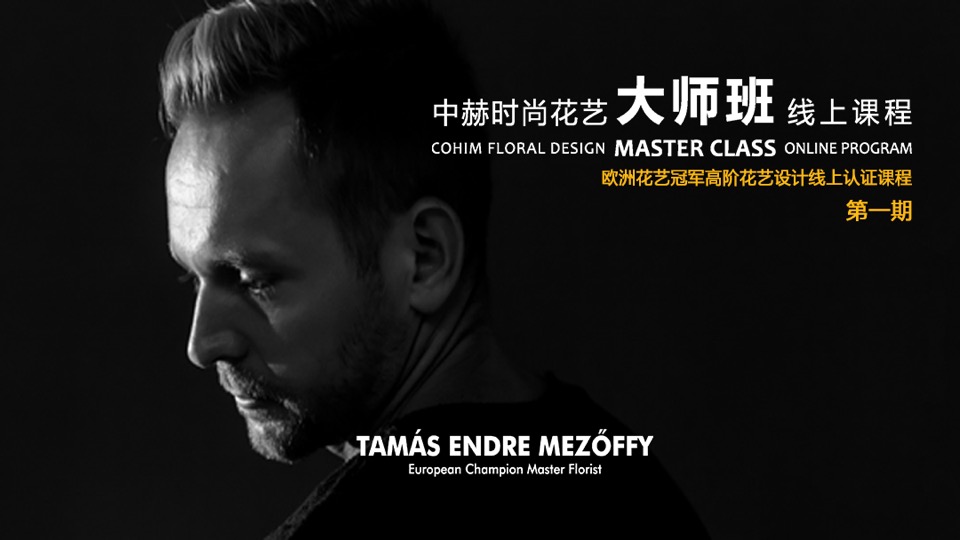 中赫时尚花艺 大师班 线上课程
COHIM FLORAL DESIGN MASTER CLASS ONLINE PROGRAM
欧洲花艺冠军高阶花艺设计线上认证课程
第一期
TAMÁS ENDRE MEZŐFFY
European Champion Master Florist